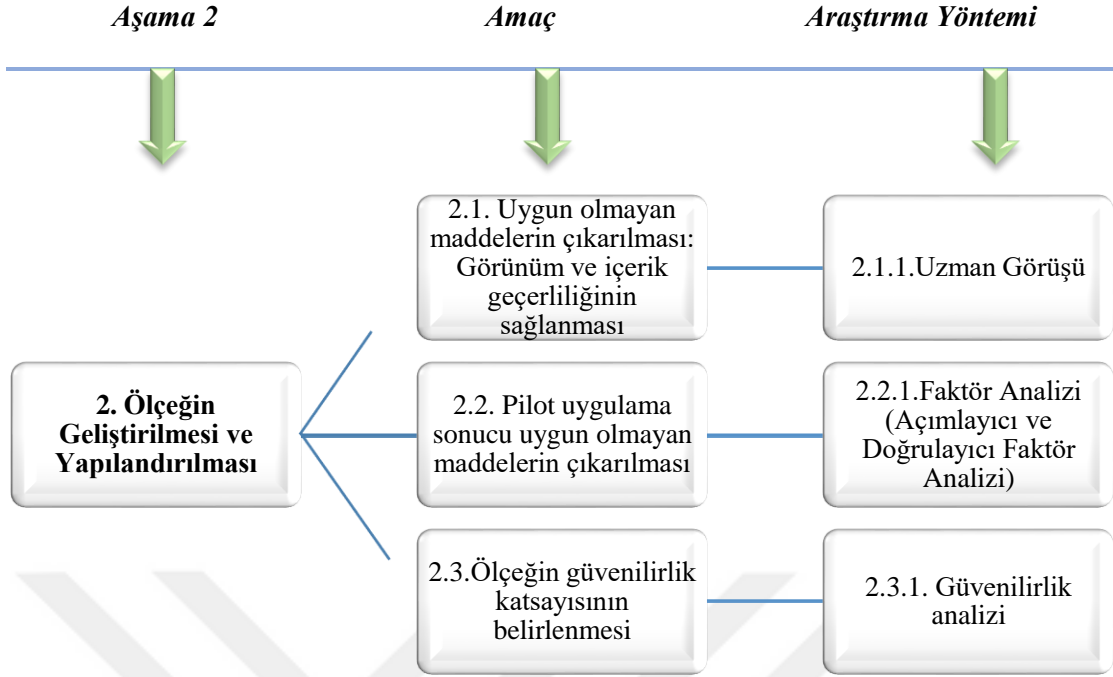 Aşama 2
Amaç
Araştırma Yöntemi
2.1. Uygun olmayan
maddelerin çıkarılması:
Görünüm ve içerik
geçerliliğinin
sağlanması
2.1.1.Uzman Görüşü
2. Ölçeğin
Geliştirilmesi ve
Yapılandırılması
2.2. Pilot uygulama
sonucu uygun olmayan
maddelerin çıkarılması
2.2.1.Faktör Analizi
(Açımlayıcı ve
Doğrulayıcı Faktör
Analizi)
2.3.Ölçeğin güvenilirlik
katsayısının
belirlenmesi
2.3.1. Güvenilirlik
analizi